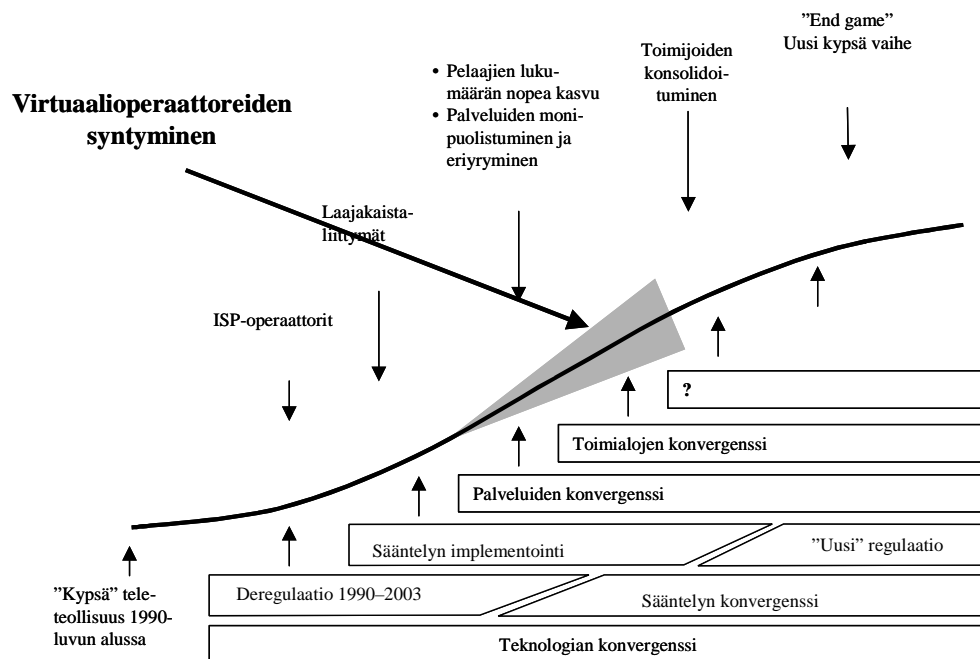 ”End game”
Uusi kypsä vaihe
Toimijoiden
konsolidoi-
tuminen
• Pelaajien luku-
määrän nopea kasvu
• Palveluiden moni-
puolistuminen ja
eriyryminen
Virtuaalioperaattoreiden
syntyminen
Laajakaista-
liittymät
ISP-operaattorit
?
Toimialojen konvergenssi
Palveluiden konvergenssi
Sääntelyn implementointi
”Uusi” regulaatio
”Kypsä” tele-
teollisuus 1990-
luvun alussa
Deregulaatio 1990–2003
Sääntelyn konvergenssi
Teknologian konvergenssi